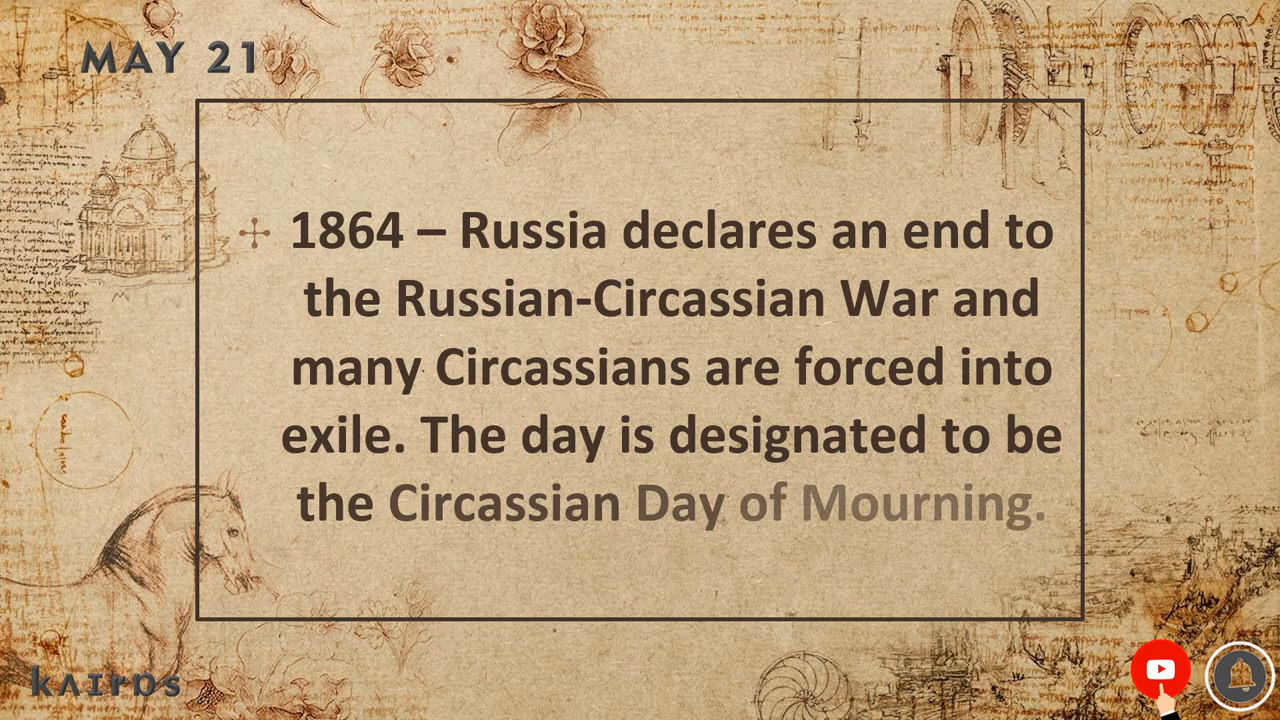 MAY 21
1864 – Russia declares an end to
the Russian-Circassian War and
many Circassians are forced into
exile. The day is designated to be
the Circassian Day of Mourning.
kΛIrοs